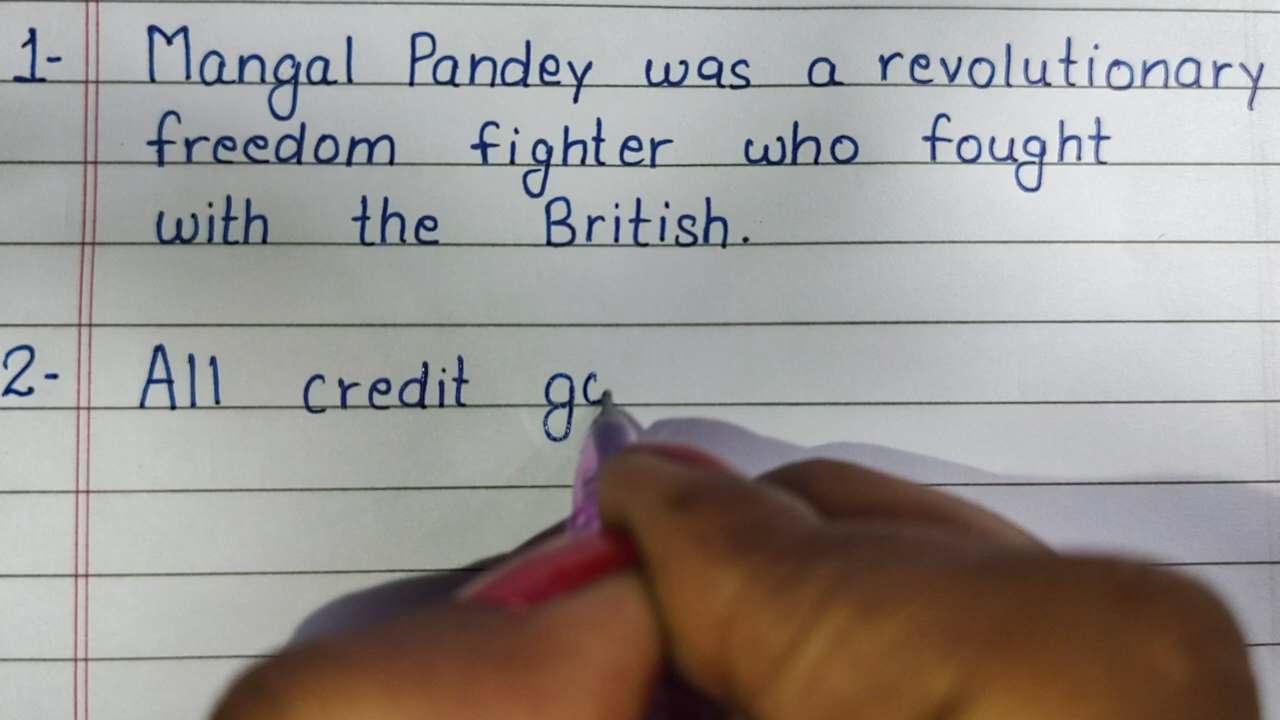 1- Mangal Pandey was a revolutionary
freedom fighter who fought
with the British.
2- All credit